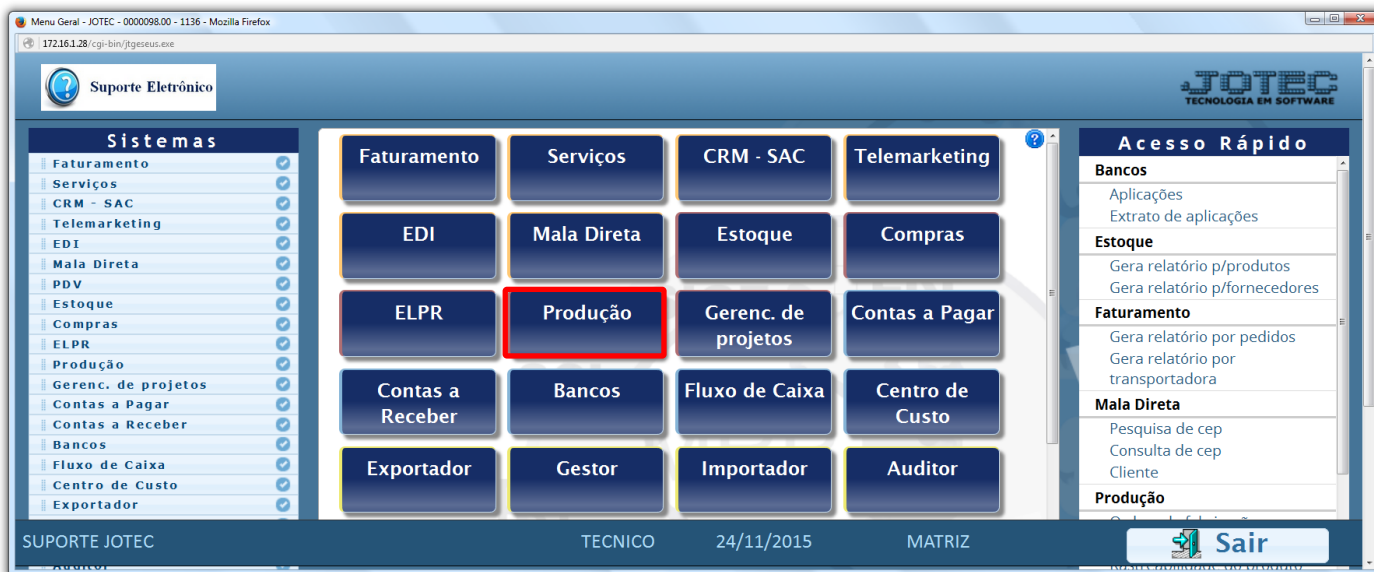 Menu Geral - JOTEC - 0000098.00 - 1136 - Mozilla Firefox
172.16.1.28/cgi-bin/jtgeseus.exe
Suporte Eletrônico
JOTEC
TECNOLOGIA EM SOFTWARE
Sistemas
Faturamento
Serviços
CRM - SAC
Telemarketing
EDI
Mala Direta
PDV
Estoque
Compras
ELPR
Produção
Gerenc. de projetos
Contas a Pagar
Contas a Receber
Bancos
Fluxo de Caixa
Centro de Custo
Exportador
Auditor
Faturamento
Serviços
CRM - SAC
Telemarketing
EDI
Mala Direta
Estoque
Compras
ELPR
Produção
Gerenc. de
projetos
Contas a Pagar
Contas a
Receber
Bancos
Fluxo de Caixa
Centro de
Custo
Exportador
Gestor
Importador
Auditor
Acesso Rápido
Bancos
Aplicações
Extrato de aplicações
Estoque
Gera relatório p/produtos
Gera relatório p/fornecedores
Faturamento
Gera relatório por pedidos
Gera relatório por
transportadora
Mala Direta
Pesquisa de cep
Consulta de cep
Cliente
Produção
SUPORTE JOTEC
TECNICO
24/11/2015
MATRIZ
Sair